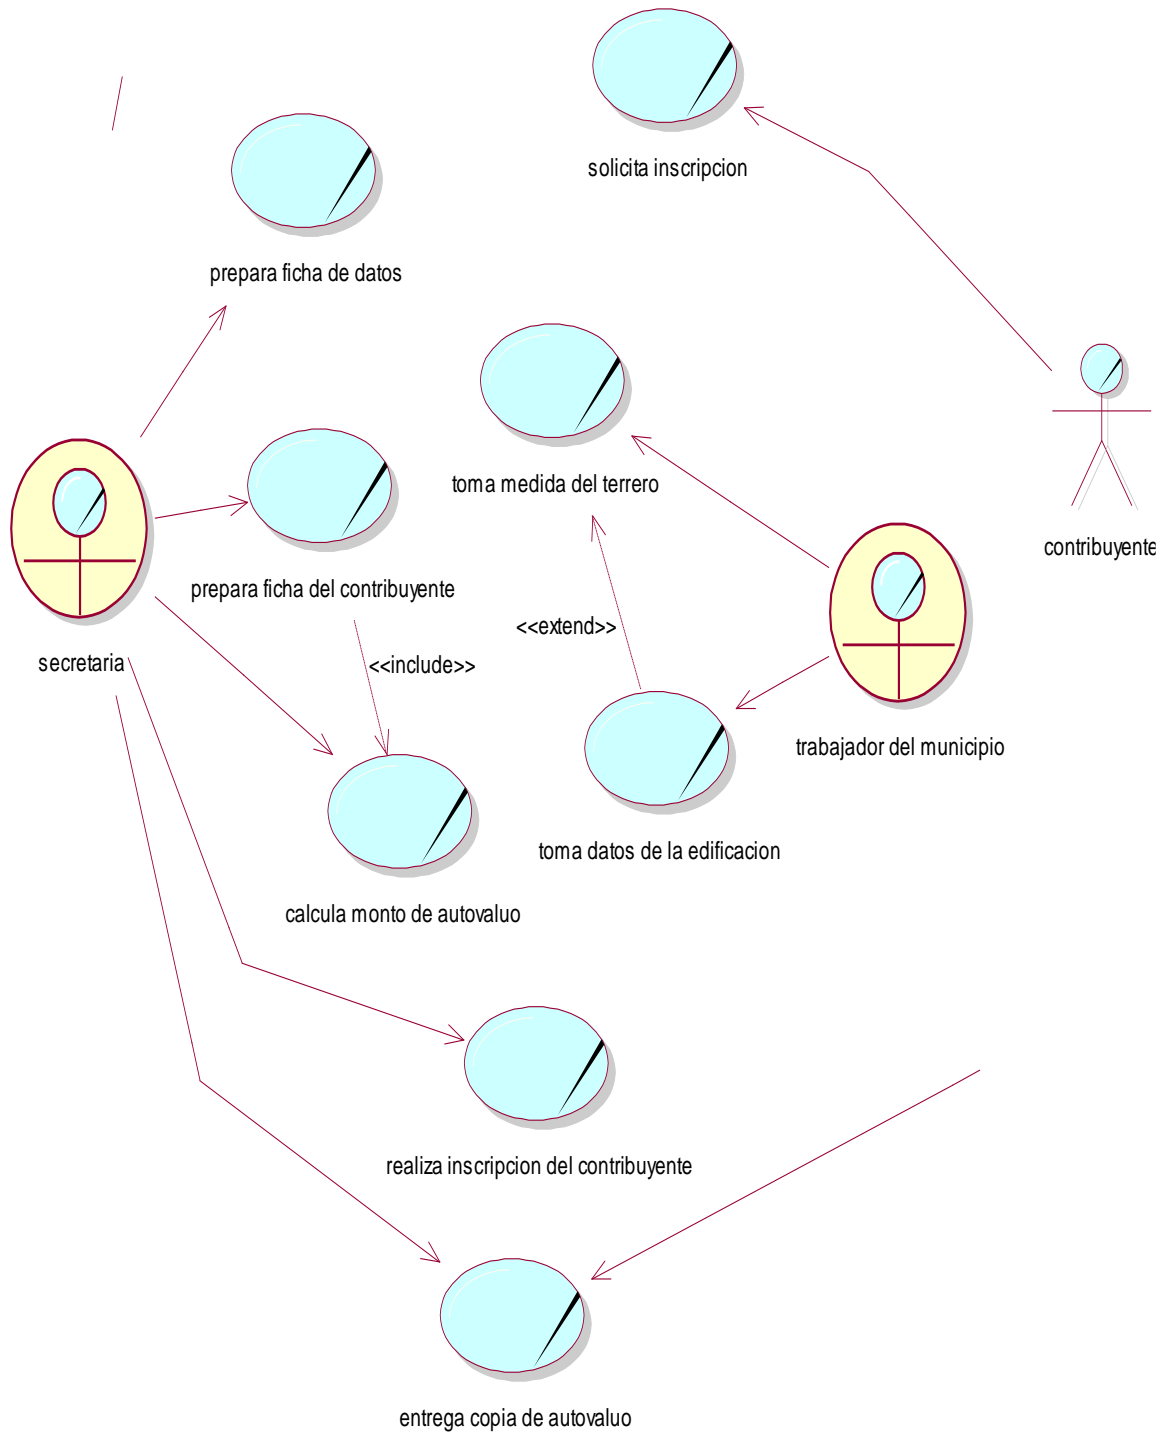 solicita inscripcion
prepara ficha de datos
toma medida del terrero
contribuyente
prepara ficha del contribuyente
<<extend>>
secretaria
<<include>>
trabajador del municipio
toma datos de la edificacion
calcula monto de autovaluo
realiza inscripcion del contribuyente
entrega copia de autovaluo